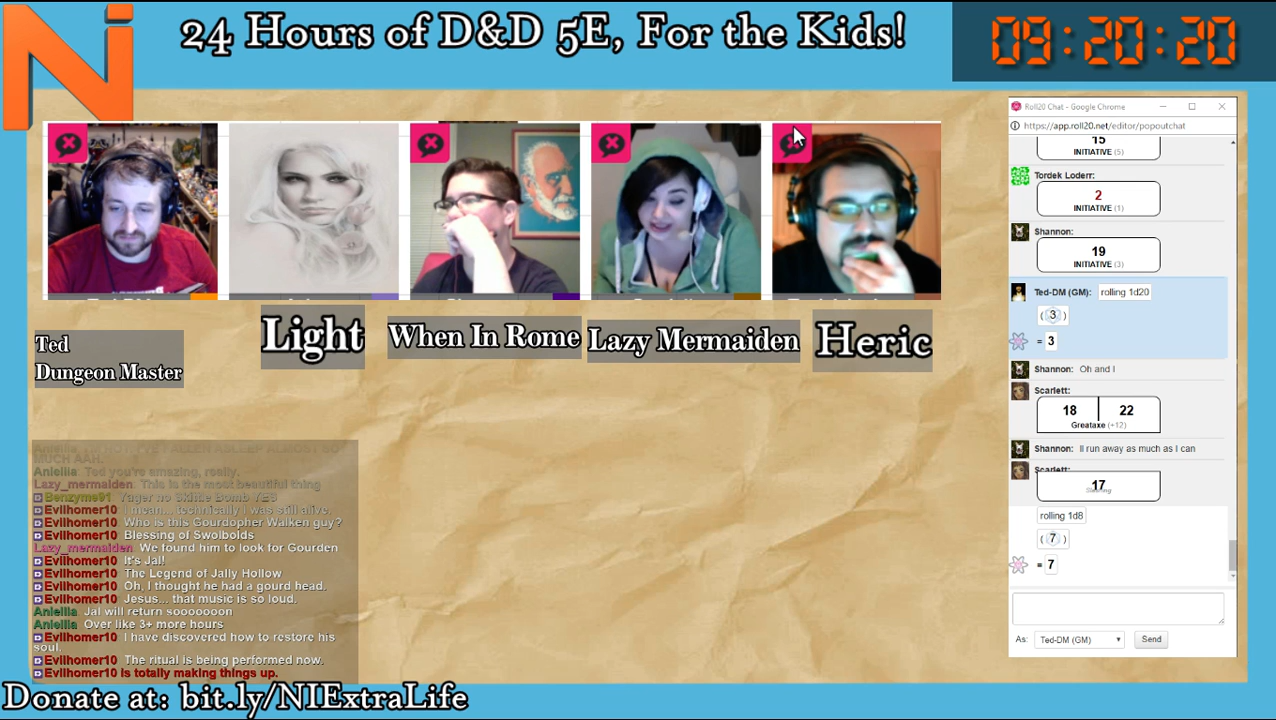 Ni
24 Hours of D&D 5E, For the Kids!
09:20:20
Roll20 Chat - Google Chrome
https://app.roll20.net/editor/popoutchat
15
INITIATIVE (5)
Tordek Loderr:
2
INITIATIVE (1)
Shannon:
19
INITIATIVE (3)
Ted-DM (GM): rolling 1d20
(3)
= 3
Shannon: Oh and I
Scarlett:
18 22
Greataxe (+12)
Shannon: Il run away as much as I can
Scarlett:
17
rolling 1d8
(7)
= 7
As: Ted-DM (GM) Send
Ted
Dungeon Master
Light
When In Rome
Lazy Mermaiden
Heric
Anieliia: Ted you're amazing, really.
Lazy_mermaiden: This is the most beautiful thing
Benzyme91 Yager no Skittle Bomb YES
Evilhomer10 I mean... technically I was still alive.
Evilhomer10 Who is this Gourdopher Walken guy?
Evilhomer10 Blessing of Swolbolds
Lazy_mermaiden: We found him to look for Gourden
Evilhomer10 It's Jal!
Evilhomer10 The Legend of Jally Hollow
Evilhomer10 Oh, I thought he had a gourd head.
Evilhomer10 Jesus... that music is so loud.
Anieliia: Jal will return sooooooon
Anieliia: Over like 3+ more hours
Evilhomer10 I have discovered how to restore his
soul.
Evilhomer10 The ritual is being performed now.
Evilhomer10 is totally making things up.
Donate at: bit.ly/NIExtraLife